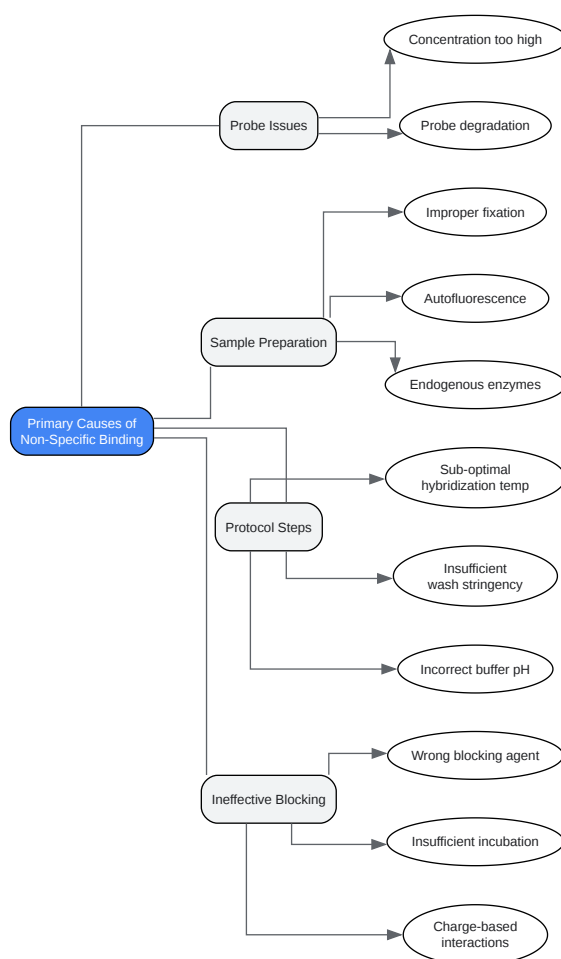 Concentration too high
Probe Issues
Probe degradation
Improper fixation
Autofluorescence
Sample Preparation
Endogenous enzymes
Primary Causes of
Non-Specific Binding
Sub-optimal
hybridization temp
Protocol Steps
Insufficient
wash stringency
Incorrect buffer pH
Wrong blocking agent
Ineffective Blocking
Insufficient incubation
Charge-based
interactions